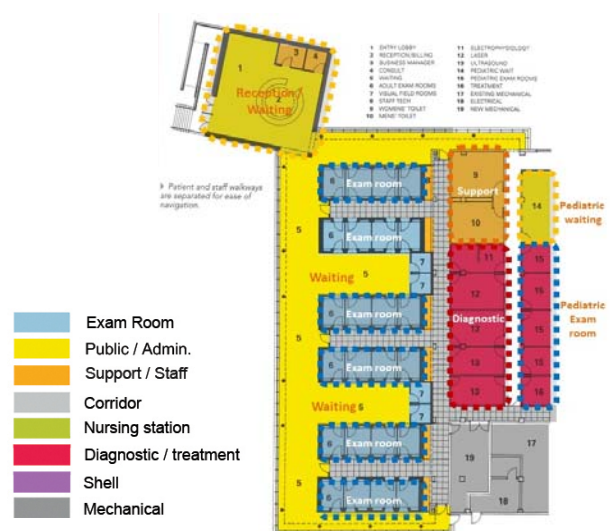 1 ENTRY LOBBY
2 RECEPTION/BILLING
3 BUSINESS MANAGER
4 CONSULT
5 WAITING
6 ADULT EXAM ROOMS
7 VISUAL FIELD ROOMS
8 STAFF TECH
9 WOMENS' TOILET
10 MENS' TOILET
11 ELECTROPHYSIOLOGY
12 LASER
13 ULTRASOUND
14 PEDIATRIC WAIT
15 PEDIATRIC EXAM ROOMS
16 TREATMENT
17 EXISTING MECHANICAL
18 ELECTRICAL
19 NEW MECHANICAL
3 4
1
Reception /
2
Waiting
Patient and staff walkways
are separated for ease of
navigation.
6 Exam room
9
Support
14
Pediatric
waiting
5
6 Exam room
10
Waiting 5
7
7
11
15
12
15
6 Exam room
Diagnostic
12
15
Pediatric
Exam
room
6 Exam room
13
15
Waiting 5
7
7
13
16
6 Exam room
5
19
17
6 Exam room
18
Exam Room
Public / Admin.
Support / Staff
Corridor
Nursing station
Diagnostic / treatment
Shell
Mechanical